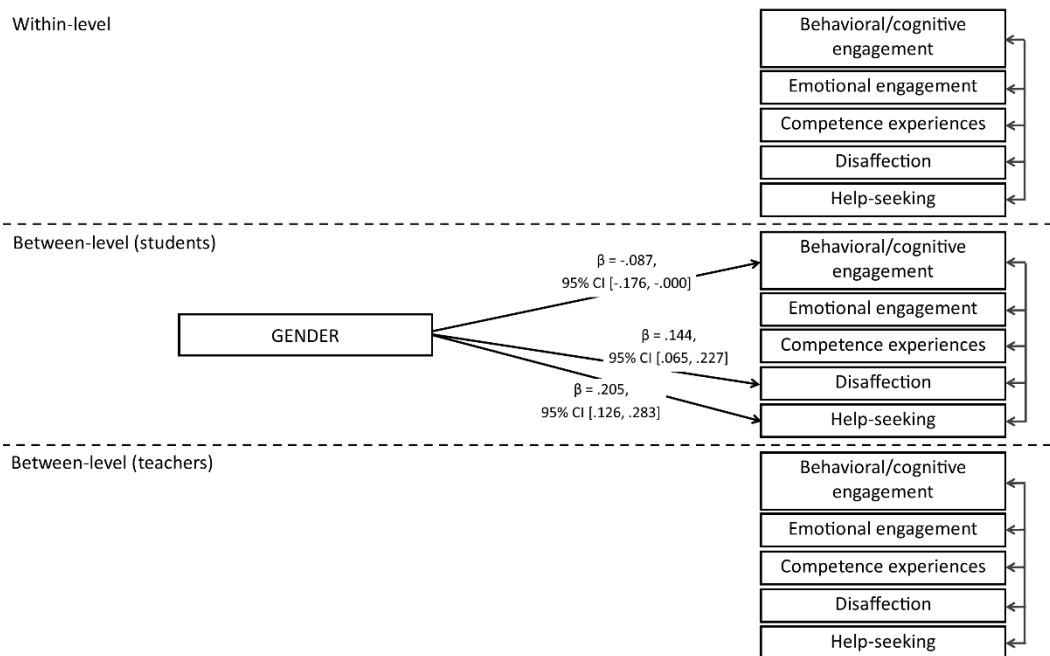 Within-level
Behavioral/cognitive
engagement
Emotional engagement
Competence experiences
Disaffection
Help-seeking
Between-level (students)
Behavioral/cognitive
engagement
β = -.087,
95% CI [-.176, -.000]
Emotional engagement
GENDER
β = .144,
95% CI [.065, .227]
Competence experiences
Disaffection
β = .205,
95% CI [.126, .283]
Help-seeking
Between-level (teachers)
Behavioral/cognitive
engagement
Emotional engagement
Competence experiences
Disaffection
Help-seeking